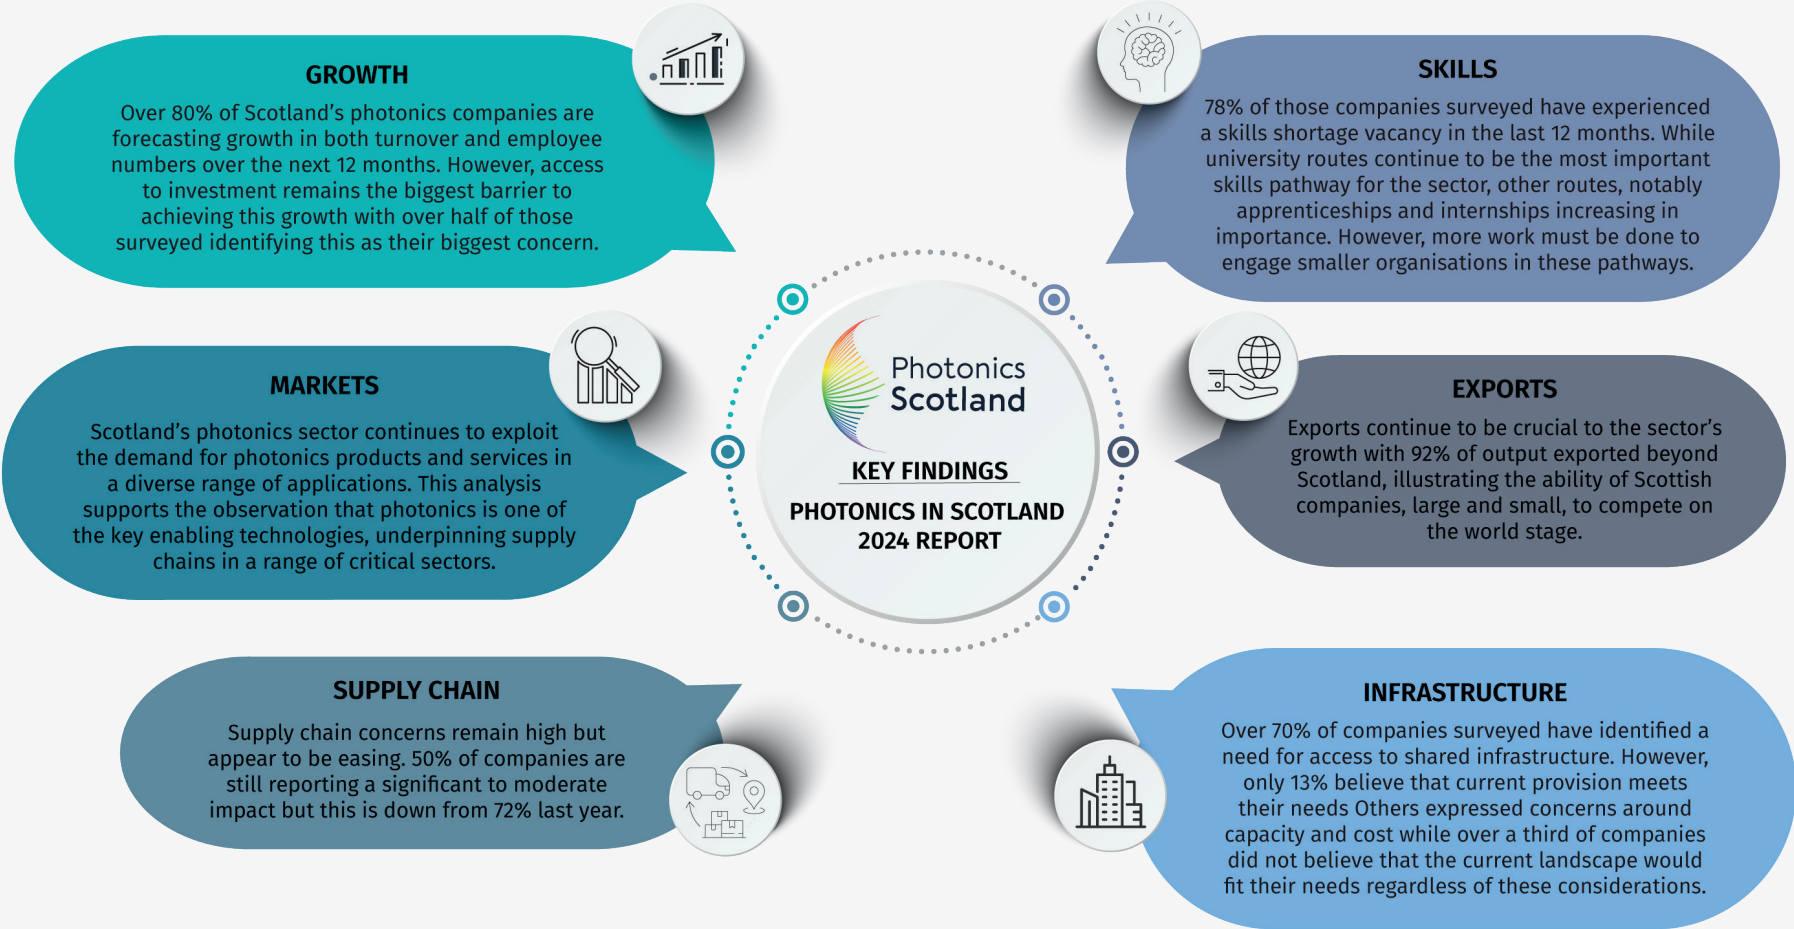 GROWTH
Over 80% of Scotland's photonics companies are
forecasting growth in both turnover and employee
numbers over the next 12 months. However, access
to investment remains the biggest barrier to
achieving this growth with over half of those
surveyed identifying this as their biggest concern.
MARKETS
Scotland's photonics sector continues to exploit
the demand for photonics products and services in
a diverse range of applications. This analysis
supports the observation that photonics is one of
the key enabling technologies, underpinning supply
chains in a range of critical sectors.
SUPPLY CHAIN
Supply chain concerns remain high but
appear to be easing. 50% of companies are
still reporting a significant to moderate
impact but this is down from 72% last year.
Photonics
Scotland
KEY FINDINGS
PHOTONICS IN SCOTLAND
2024 REPORT
SKILLS
78% of those companies surveyed have experienced
a skills shortage vacancy in the last 12 months. While
university routes continue to be the most important
skills pathway for the sector, other routes, notably
apprenticeships and internships increasing in
importance. However, more work must be done to
engage smaller organisations in these pathways.
EXPORTS
Exports continue to be crucial to the sector's
growth with 92% of output exported beyond
Scotland, illustrating the ability of Scottish
companies, large and small, to compete on
the world stage.
INFRASTRUCTURE
Over 70% of companies surveyed have identified a
need for access to shared infrastructure. However,
only 13% believe that current provision meets
their needs Others expressed concerns around
capacity and cost while over a third of companies
did not believe that the current landscape would
fit their needs regardless of these considerations.